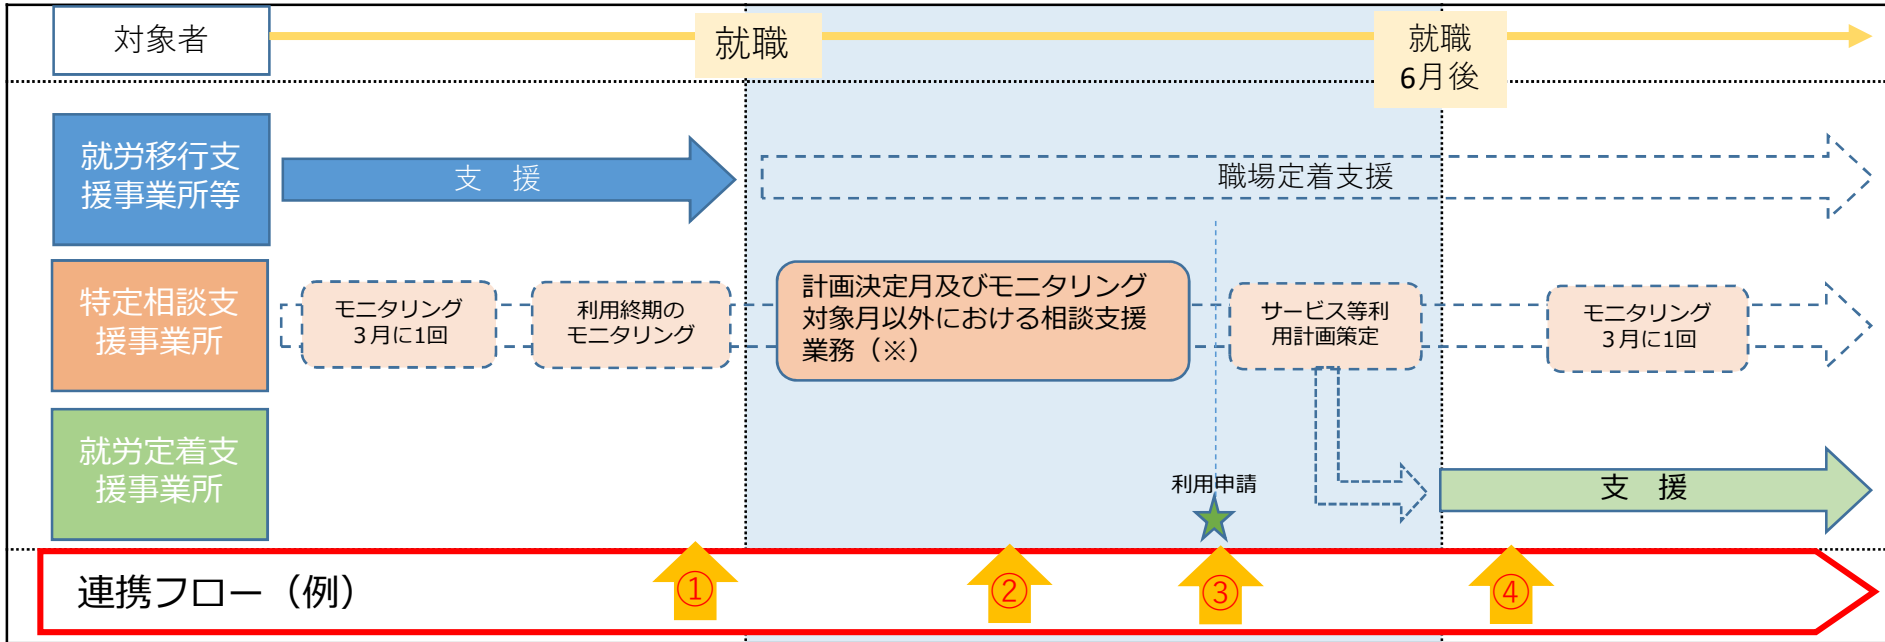 対象者
就職
就職
6月後
就労移行支
援事業所等
支　援
職場定着支援
特定相談支
援事業所
モニタリング
３月に1回
利用終期の
モニタリング
計画決定月及びモニタリング
対象月以外における相談支援
業務（※）
サービス等利
用計画策定
モニタリング
３月に1回
就労定着支
援事業所
利用申請
支　援
連携フロー（例）
①
②
③
④